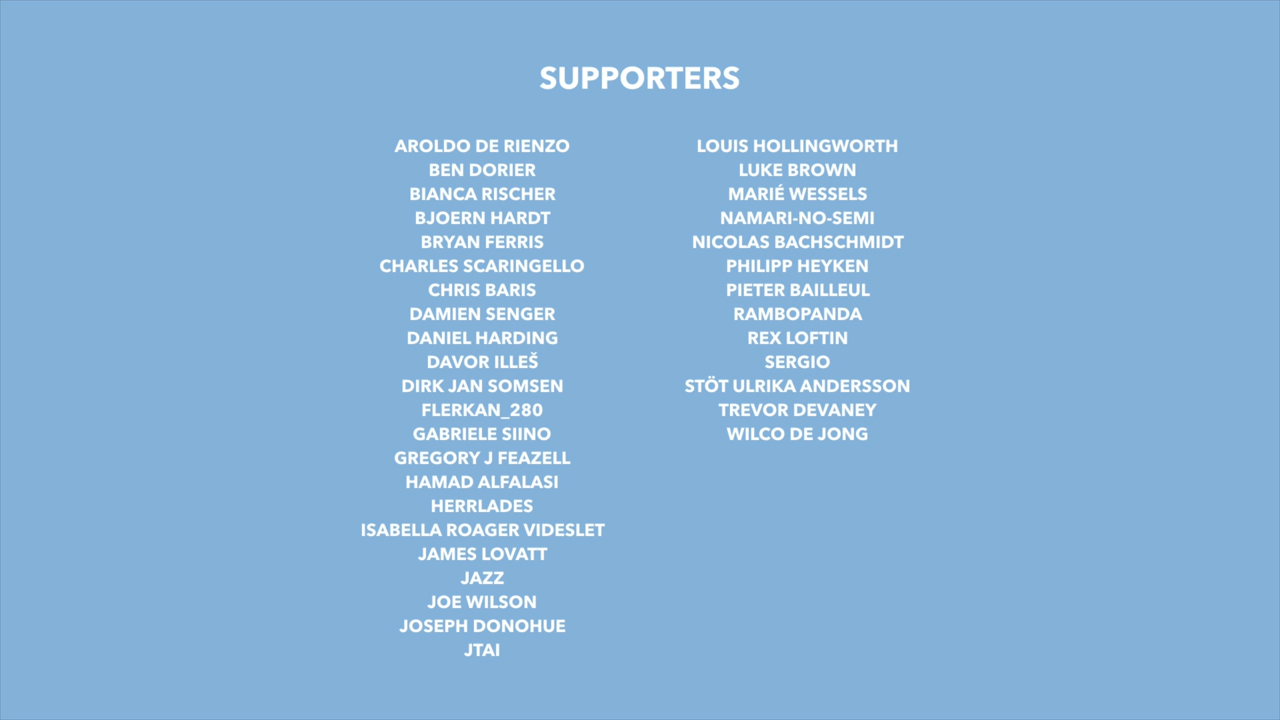 SUPPORTERS
AROLDO DE RIENZO
BEN DORIER
BIANCA RISCHER
BJOERN HARDT
BRYAN FERRIS
CHARLES SCARINGELLO
CHRIS BARIS
DAMIEN SENGER
DANIEL HARDING
DAVOR ILLEŠ
DIRK JAN SOMSEN
FLERKAN_280
GABRIELE SIINO
GREGORY J FEAZELL
HAMAD ALFALASI
HERRLADES
ISABELLA ROAGER VIDESLET
JAMES LOVATT
JAZZ
JOE WILSON
JOSEPH DONOHUE
JTAI
LOUIS HOLLINGWORTH
LUKE BROWN
MARIÉ WESSELS
NAMARI-NO-SEMI
NICOLAS BACHSCHMIDT
PHILIPP HEYKEN
PIETER BAILLEUL
RAMBOPANDA
REX LOFTIN
SERGIO
STÖT ULRIKA ANDERSSON
TREVOR DEVANEY
WILCO DE JONG